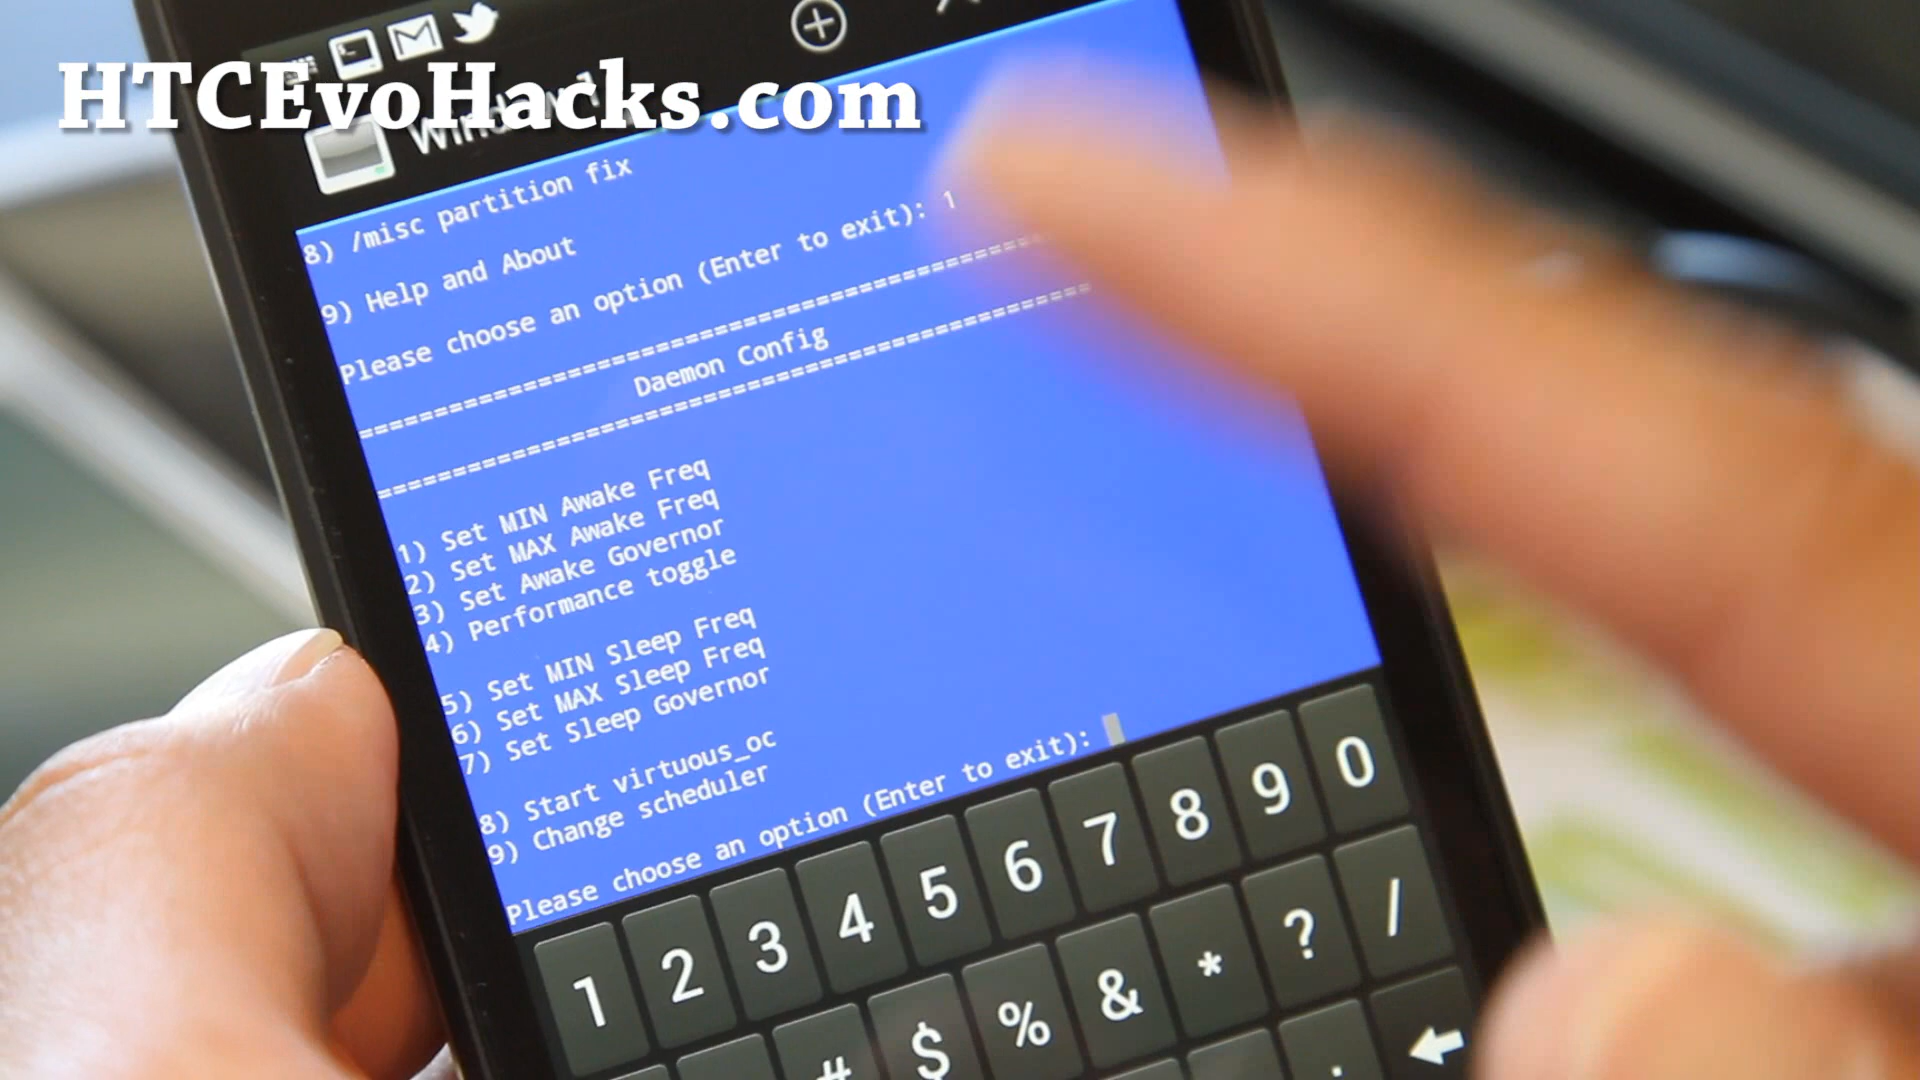 HTCEvoHacks.com
Window 1
8) /misc partition fix
9) Help and About
Please choose an option (Enter to exit): 1
==================================================
Daemon Config
==================================================
1) Set MIN Awake Freq
2) Set MAX Awake Freq
3) Set Awake Governor
4) Performance toggle
5) Set MIN Sleep Freq
6) Set MAX Sleep Freq
7) Set Sleep Governor
8) Start virtuous_oc
9) Change scheduler
Please choose an option (Enter to exit):
1 2 3 4 5 6 7 8 9 0
# $ % & * ? /
.